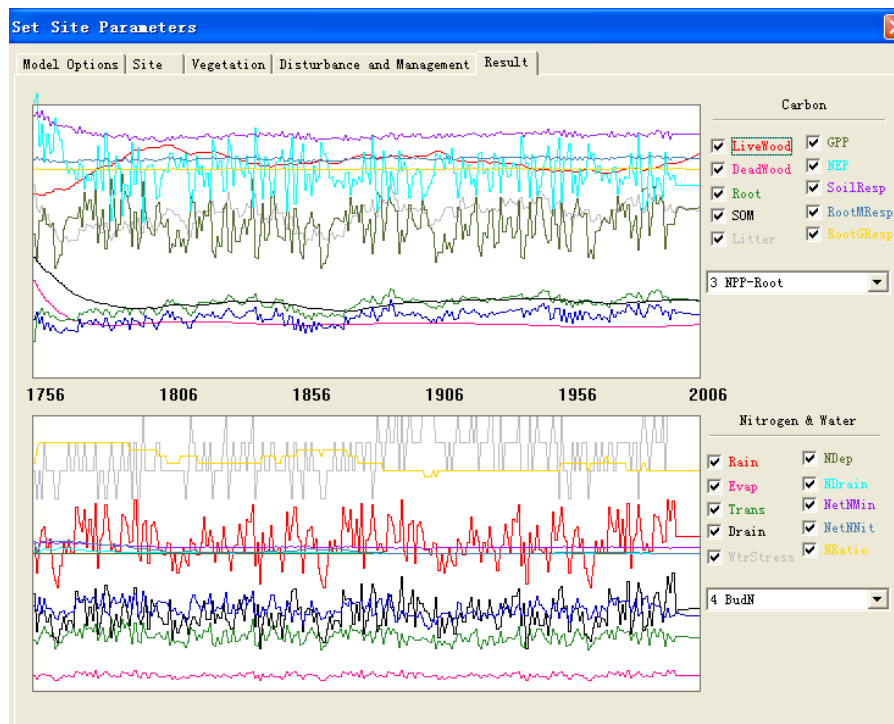 Set Site Parameters
Model Options Site Vegetation Disturbance and Management Result
Carbon
LiveWood GPP
DeadWood NEP
Root SoilResp
SOM RootMResp
Litter RootGResp
3 NPP-Root
1756 1806 1856 1906 1956 2006
Nitrogen & Water
Rain NDep
Evap NDrain
Trans NetNMin
Drain NetNNit
WtrStress NRatio
4 BudN